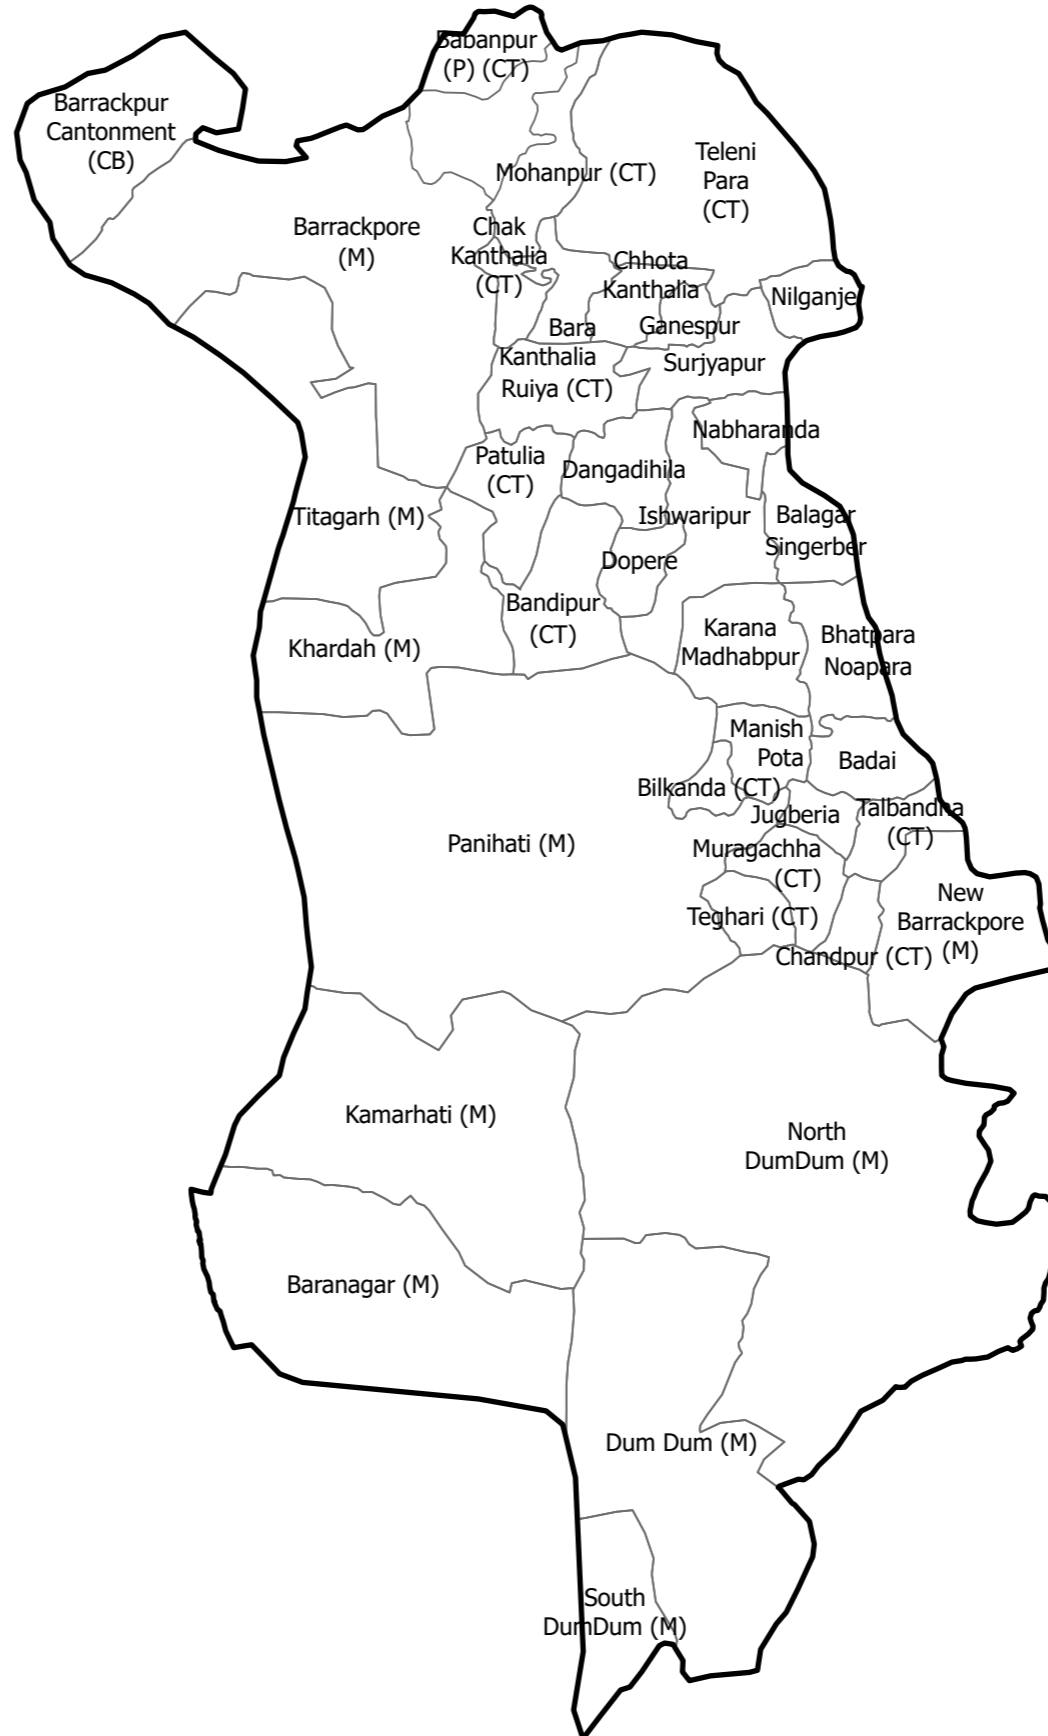 Babanpur
(P) (CT)
Barrackpur
Cantonment
(CB)
Teleni
Para
(CT)
Mohanpur (CT)
Barrackpore
(M)
Chak
Kanthalia
(CT)
Chhota
Kanthalia
Nilganje
Bara
Kanthalia
Ganespur
Surjyapur
Ruiya (CT)
Nabharanda
Patulia
(CT)
Dangadihila
Titagarh (M)
Ishwaripur
Balagar
Singerber
Dopere
Bandipur
(CT)
Khardah (M)
Karana
Madhabpur
Bhatpara
Noapara
Manish
Pota
(CT)
Badai
Bilkanda
Jugberia
Talbandha
(CT)
Panihati (M)
Muragachha
(CT)
New
Barrackpore
(M)
Teghari (CT)
Chandpur (CT)
Kamarhati (M)
North
DumDum (M)
Baranagar (M)
Dum Dum (M)
South
DumDum (M)